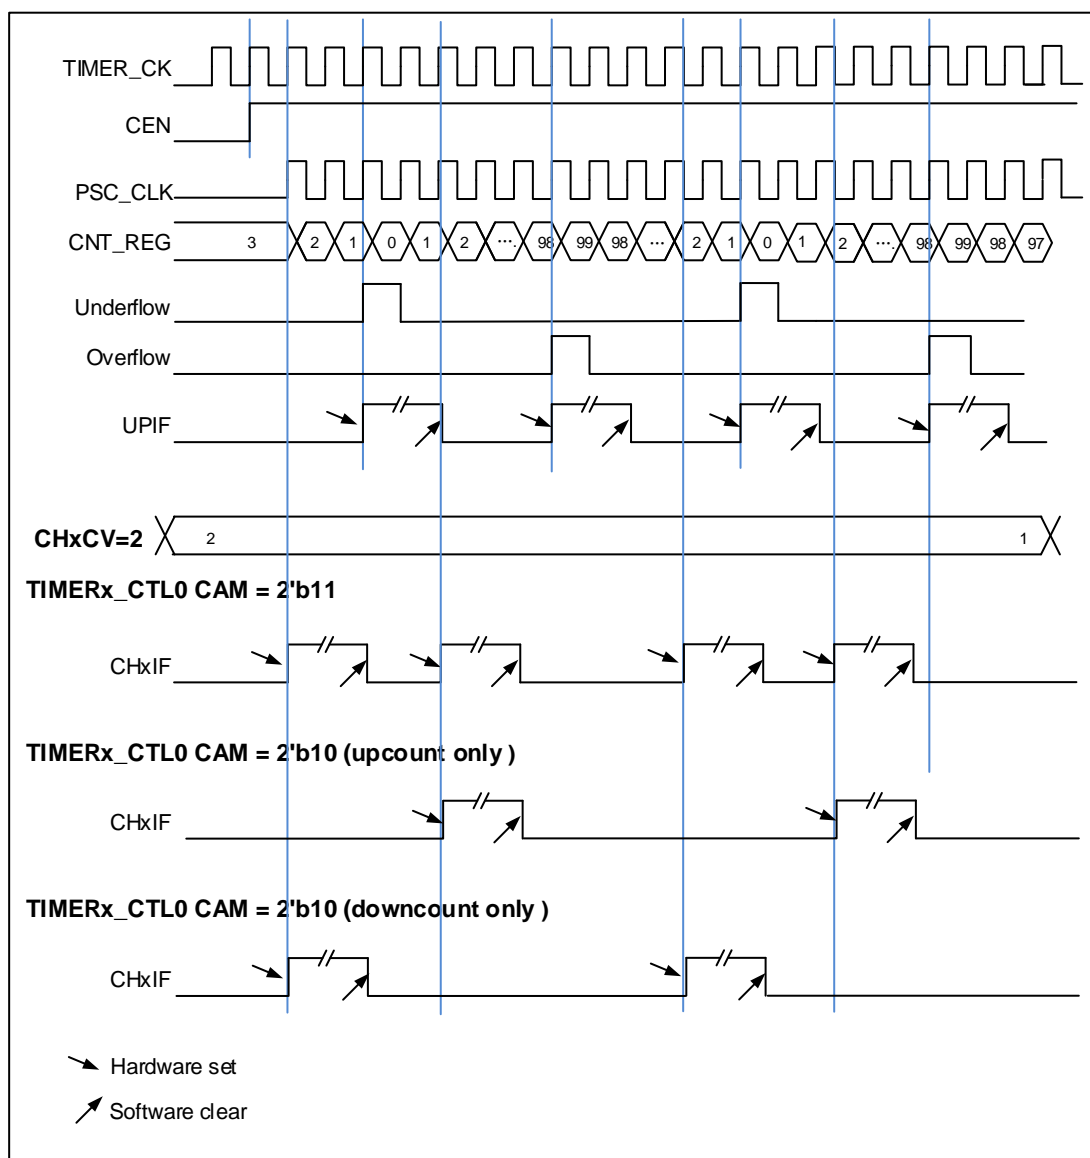 TIMER_CK
CEN
PSC_CLK
CNT_REG 3 2 1 0 1 2 .... 98 99 98 ... 2 1 0 1 2 .... 98 99 98 97
Underflow
Overflow
UPIF
CHxCV=2 2 1
TIMERx_CTL0 CAM = 2'b11
CHxIF
TIMERx_CTL0 CAM = 2'b10 (upcount only )
CHxIF
TIMERx_CTL0 CAM = 2'b10 (downcount only )
CHxIF
Hardware set
Software clear